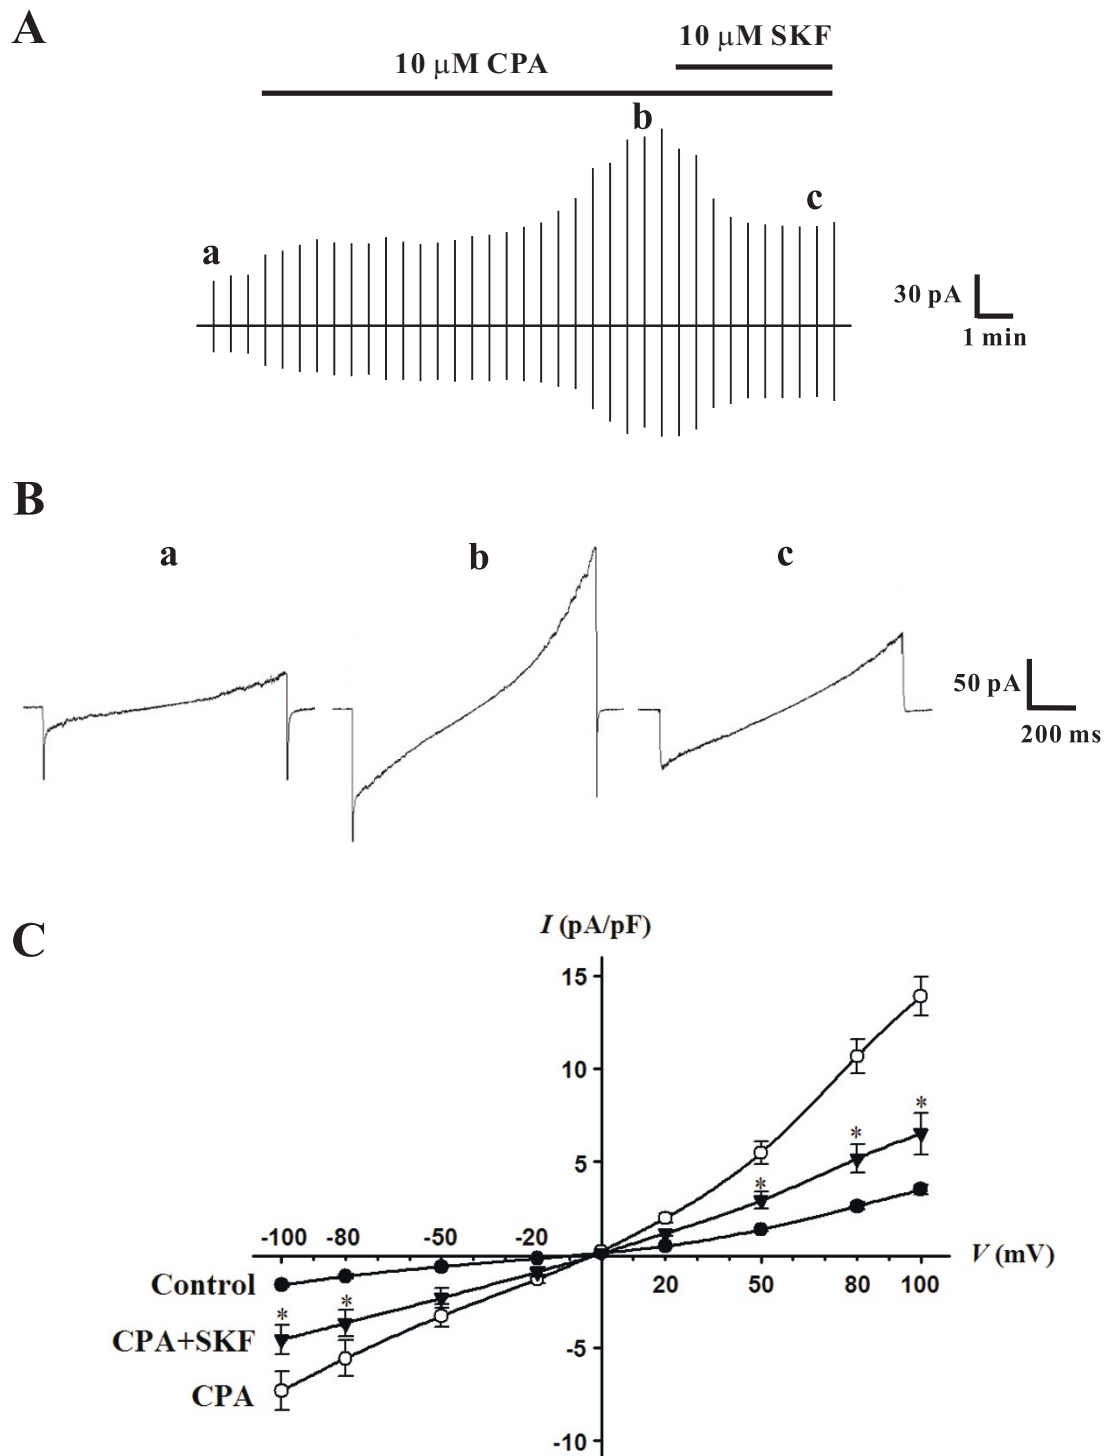 A
10 μM SKF
10 μM CPA
b
c
a
30 pA
1 min
B
a
b
c
50 pA
200 ms
C
I (pA/pF)
15
10
*
*
5
*
-100 -80 -50 -20
V (mV)
20 50 80 100
Control
* *
CPA+SKF
-5
CPA
-10